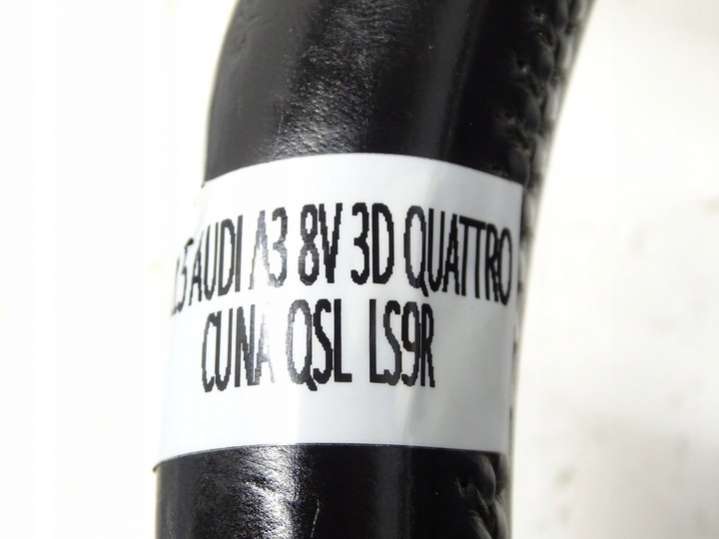 AUDI A3 8V 3D QUATTRO
CUNA QSL LS9R